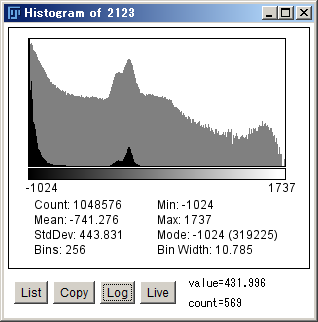 Histogram of 2123
-1024 1737
Count: 1048576 Min: -1024
Mean: -741.276 Max: 1737
StdDev: 443.831 Mode: -1024 (319225)
Bins: 256 Bin Width: 10.785
List Copy Log Live value=431.996
count=569